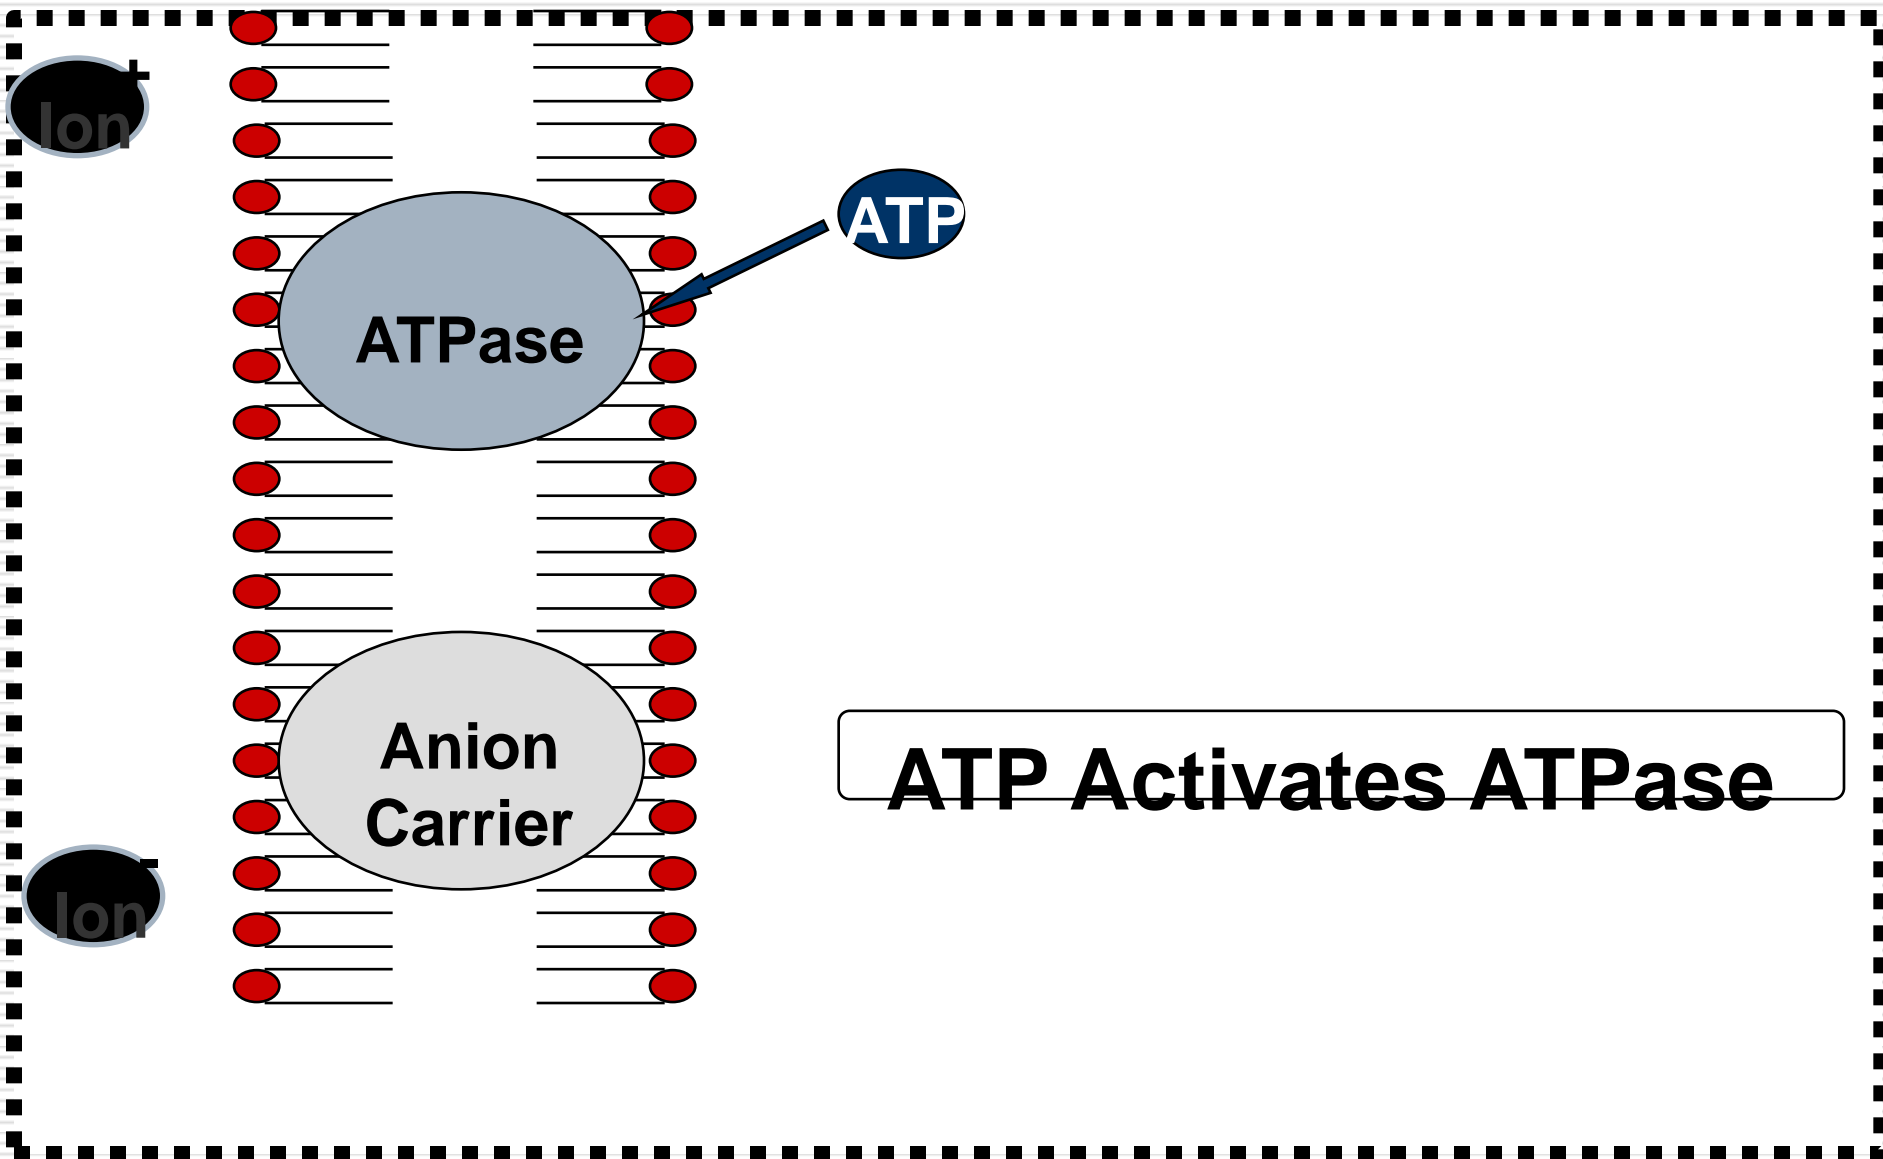 Ion+
ATP
ATPase
Anion
Carrier
ATP Activates ATPase
Ion-